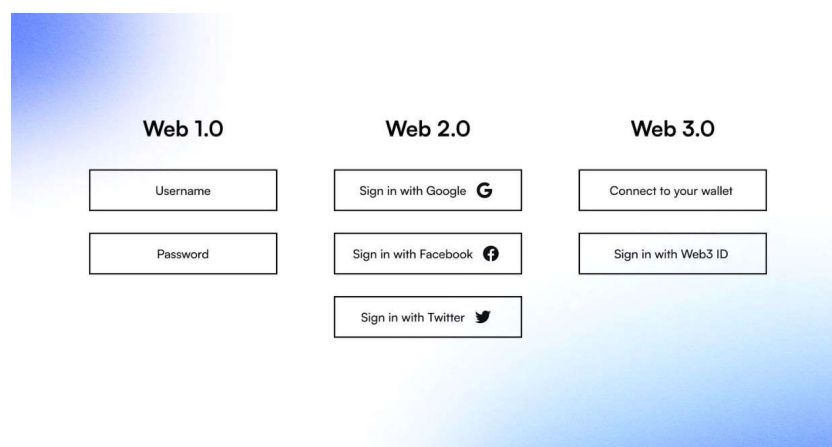 Web 1.0
Username
Password
Web 2.0
Sign in with Google
Sign in with Facebook
Sign in with Twitter
Web 3.0
Connect to your wallet
Sign in with Web3 ID